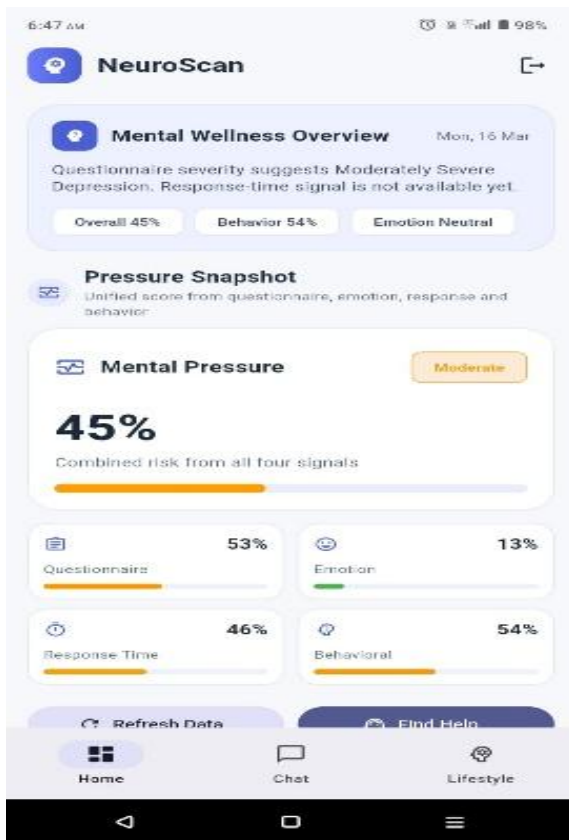 6:47 AM 98%
NeuroScan
Mental Wellness Overview Mon, 16 Mar
Questionnaire severity suggests Moderately Severe
Depression. Response-time signal is not available yet.
Overall 45% Behavior 54% Emotion Neutral
Pressure Snapshot
Unified score from questionnaire, emotion, response and
behavior
Mental Pressure Moderate
45%
Combined risk from all four signals
53% 13%
Questionnaire Emotion
46% 54%
Response Time Behavioral
Refresh Data Find Help
Home Chat Lifestyle